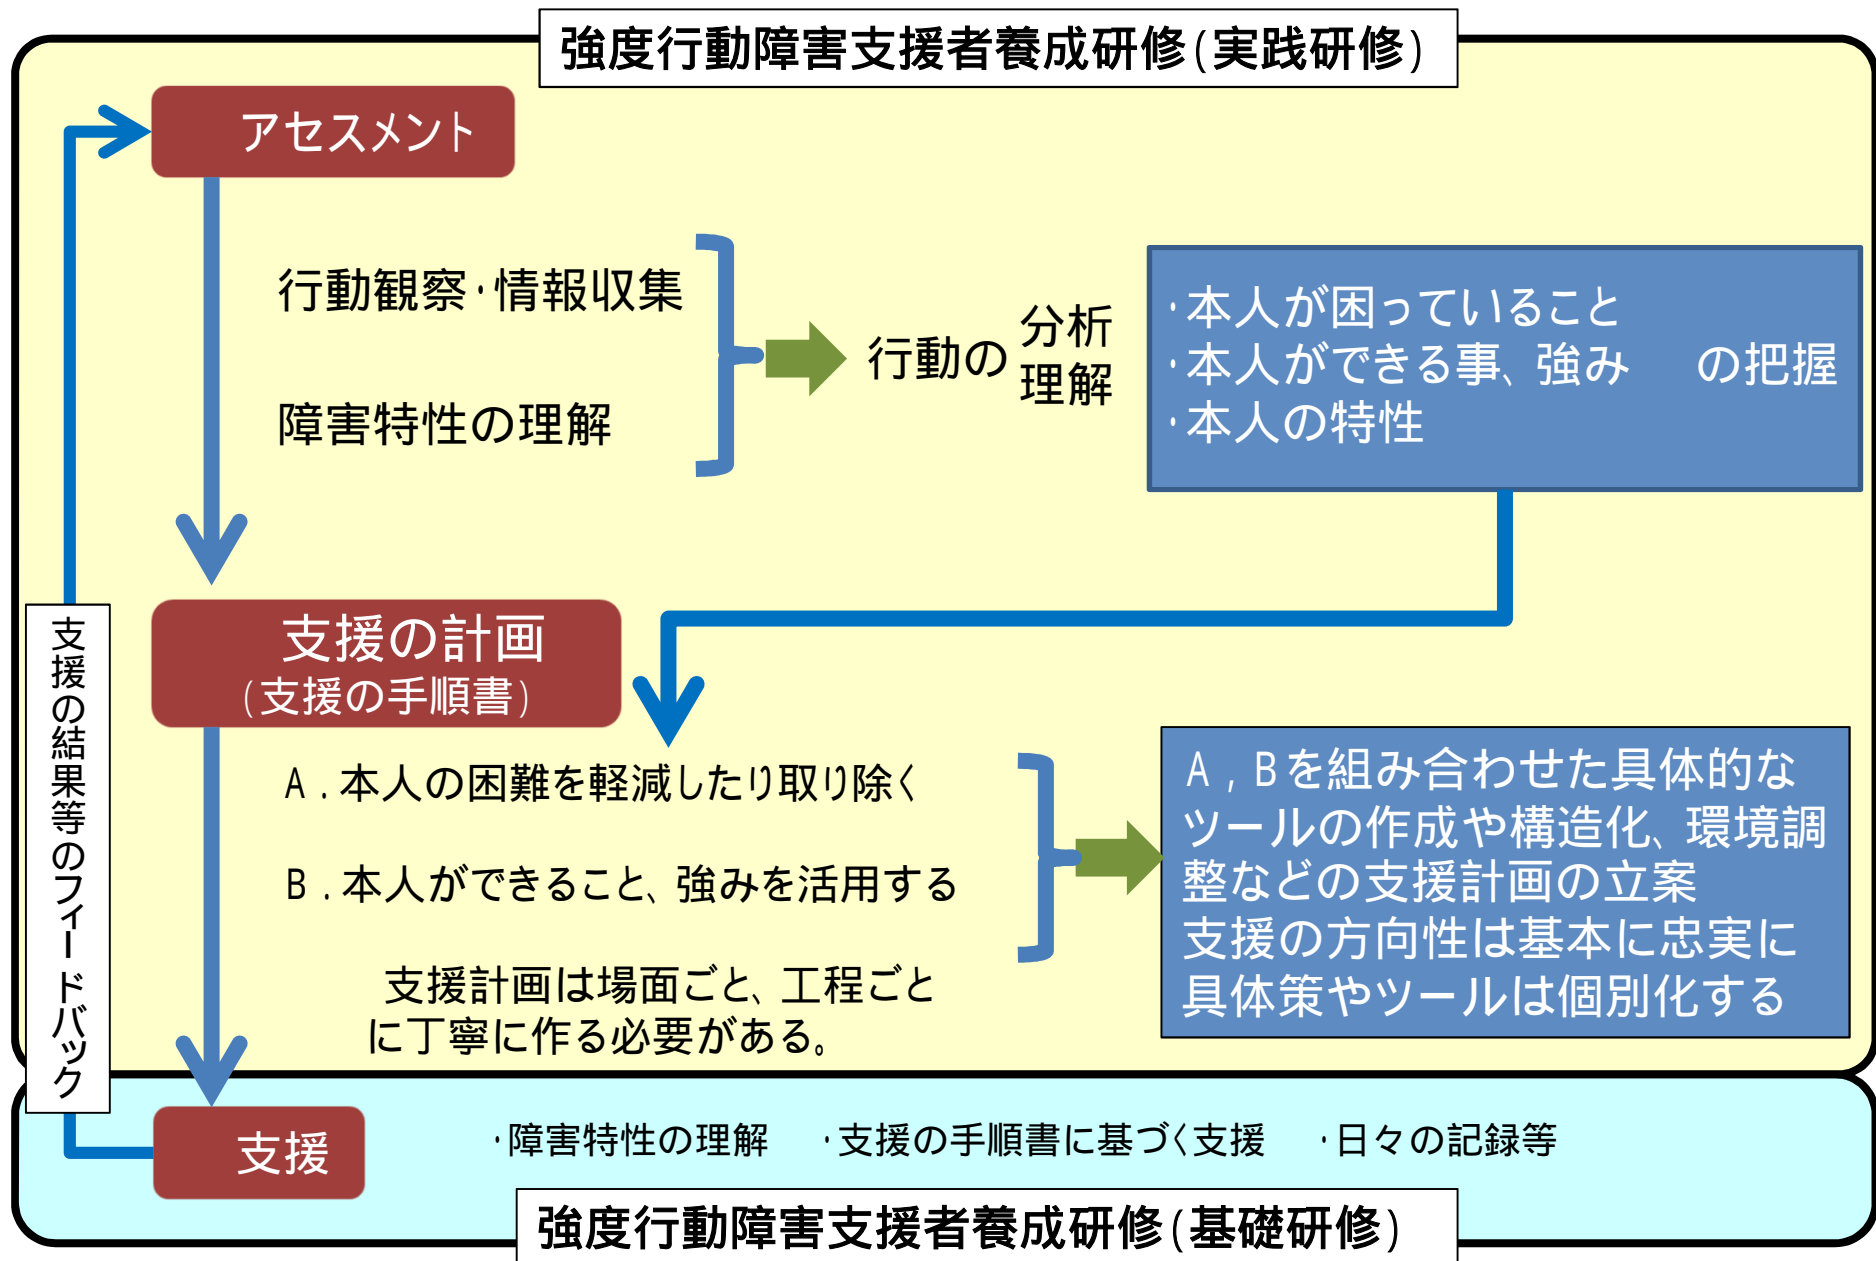 強度行動障害支援者養成研修(実践研修)
アセスメント
行動観察・情報収集
障害特性の理解
行動の
分析
理解
・本人が困っていること
・本人ができる事、強み　の把握
・本人の特性
支援の計画
(支援の手順書)
A．本人の困難を軽減したり取り除く
B．本人ができること、強みを活用する
支援計画は場面ごと、工程ごと
に丁寧に作る必要がある。
A，Bを組み合わせた具体的な
ツールの作成や構造化、環境調
整などの支援計画の立案
支援の方向性は基本に忠実に
具体策やツールは個別化する
支援の結果等のフィードバック
支援
・障害特性の理解　・支援の手順書に基づく支援　・日々の記録等
強度行動障害支援者養成研修(基礎研修)